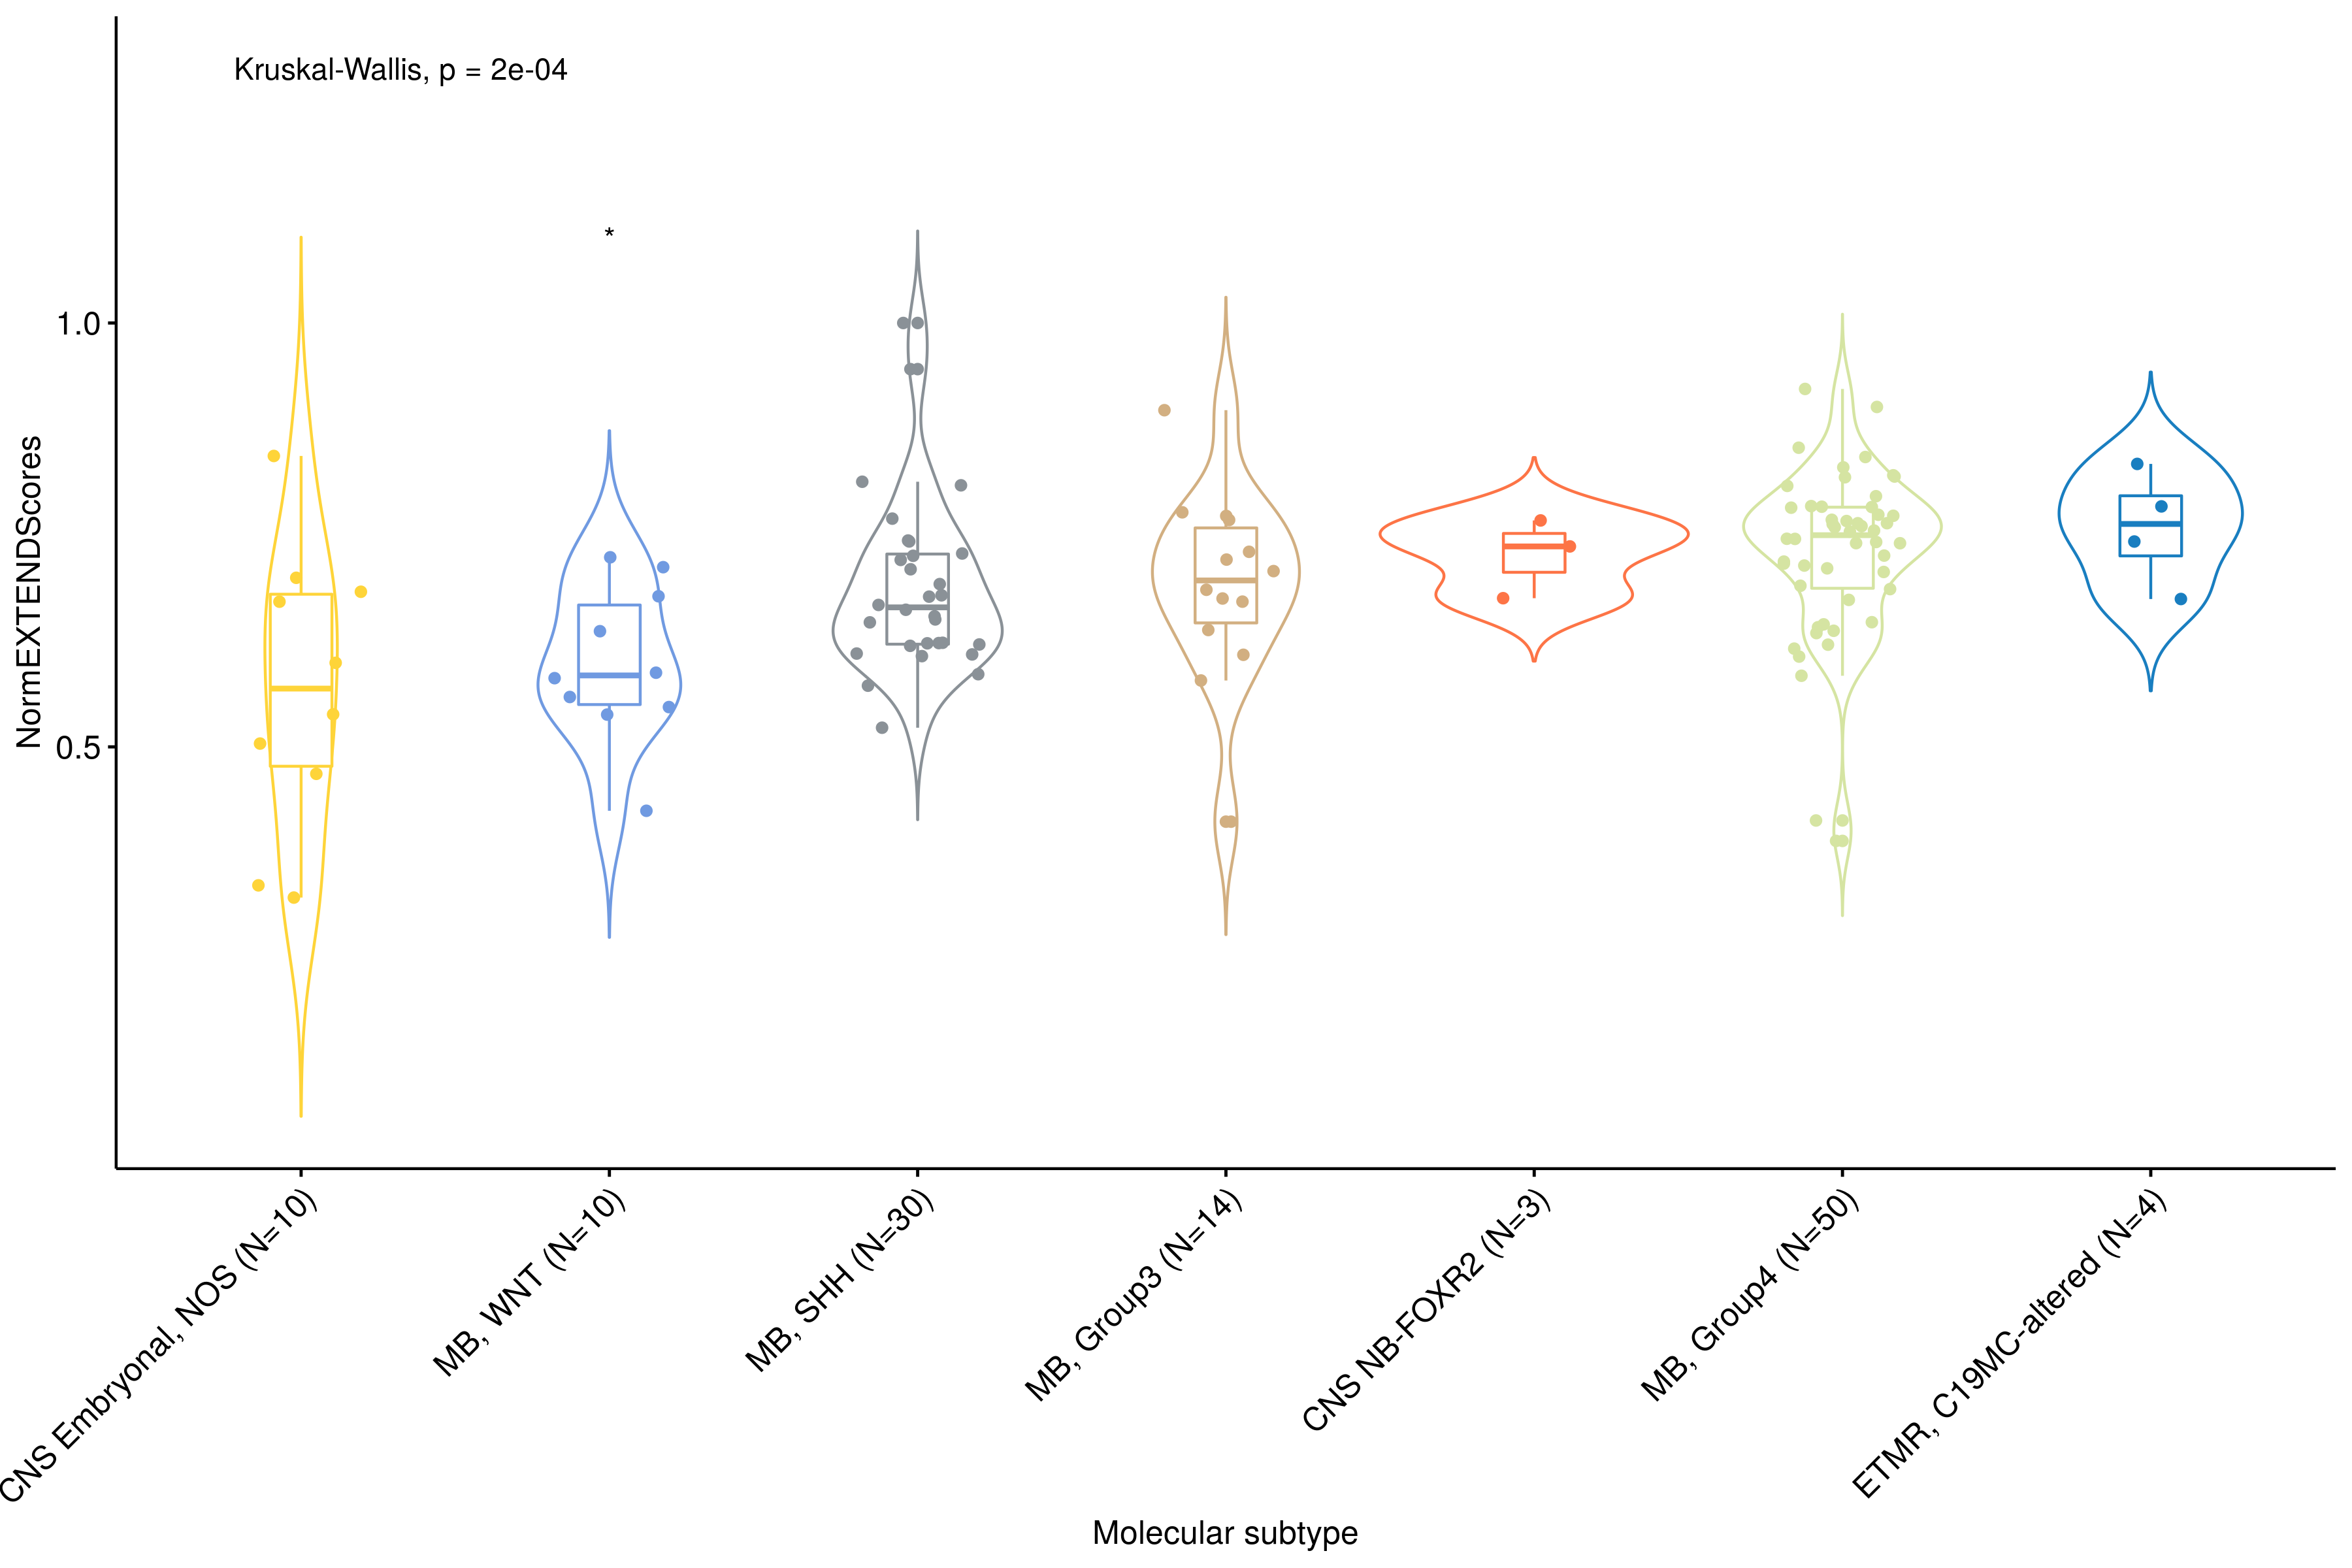 Kruskal-Wallis, p = 2e-04
*
NormEXTENDScores
1.0
0.5
CNS Embryonal, NOS (N=10)
MB, WNT (N=10)
MB, SHH (N=30)
MB, Group3 (N=14)
CNS NB-FOXR2 (N=3)
MB, Group4 (N=50)
ETMR, C19MC-altered (N=4)
Molecular subtype